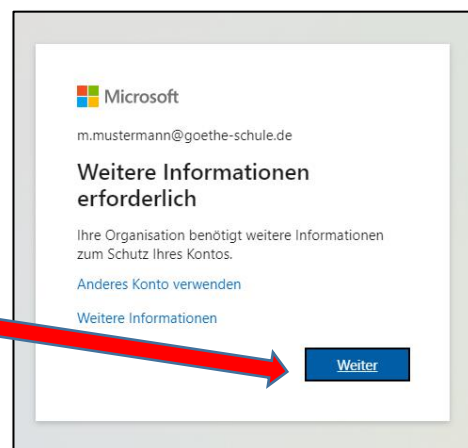 Microsoft
m.mustermann@goethe-schule.de
Weitere Informationen
erforderlich
Ihre Organisation benötigt weitere Informationen
zum Schutz Ihres Kontos.
Anderes Konto verwenden
Weitere Informationen
Weiter